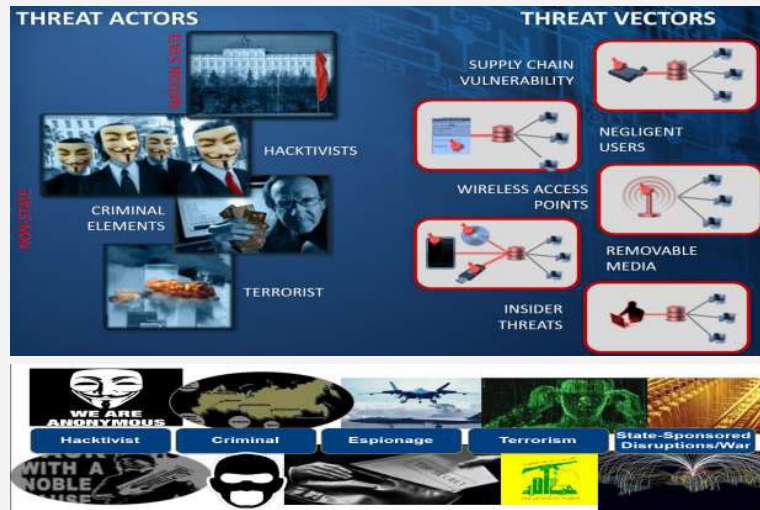 THREAT ACTORS
THREAT VECTORS
NATION STATE
SUPPLY CHAIN
VULNERABILITY
HACKTIVISTS
NEGLIGENT
USERS
NON-STATE
CRIMINAL
ELEMENTS
WIRELESS ACCESS
POINTS
TERRORIST
REMOVABLE
MEDIA
INSIDER
THREATS
WE ARE
ANONYMOUS
Hacktivist
Criminal
Espionage
Terrorism
State-Sponsored
Disruptions/War
WITH A
NOBLE